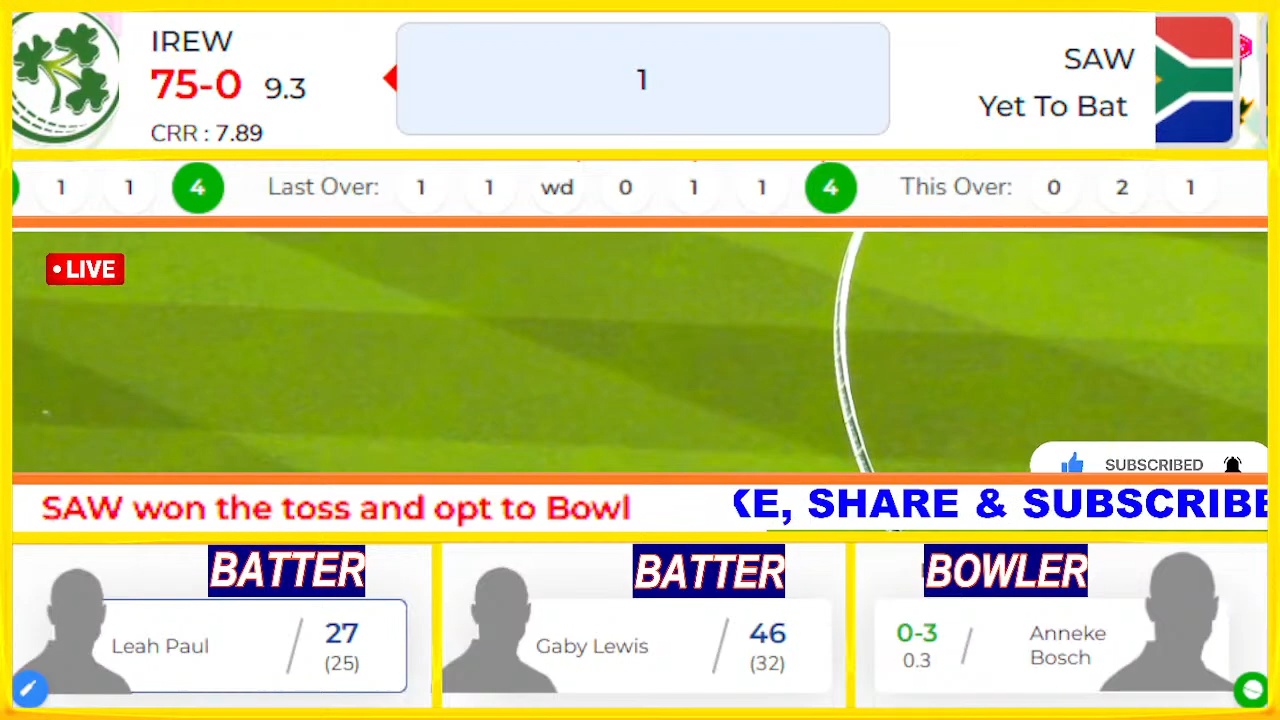 IREW
75-0 9.3
CRR : 7.89
1
SAW
Yet To Bat
1 1 4 Last Over: 1 1 wd 0 1 1 4 This Over: 0 2 1
LIVE
SUBSCRIBED
SAW won the toss and opt to Bowl
KE, SHARE & SUBSCRIBE
BATTER
Leah Paul
27
(25)
BATTER
Gaby Lewis
46
(32)
BOWLER
0-3
0.3
Anneke
Bosch